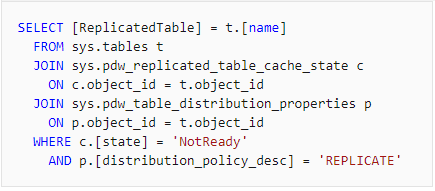 SELECT [ReplicatedTable] = t.[name]
  FROM sys.tables t
  JOIN sys.pdw_replicated_table_cache_state c
    ON c.object_id = t.object_id
  JOIN sys.pdw_table_distribution_properties p
    ON p.object_id = t.object_id
  WHERE c.[state] = 'NotReady'
    AND p.[distribution_policy_desc] = 'REPLICATE'